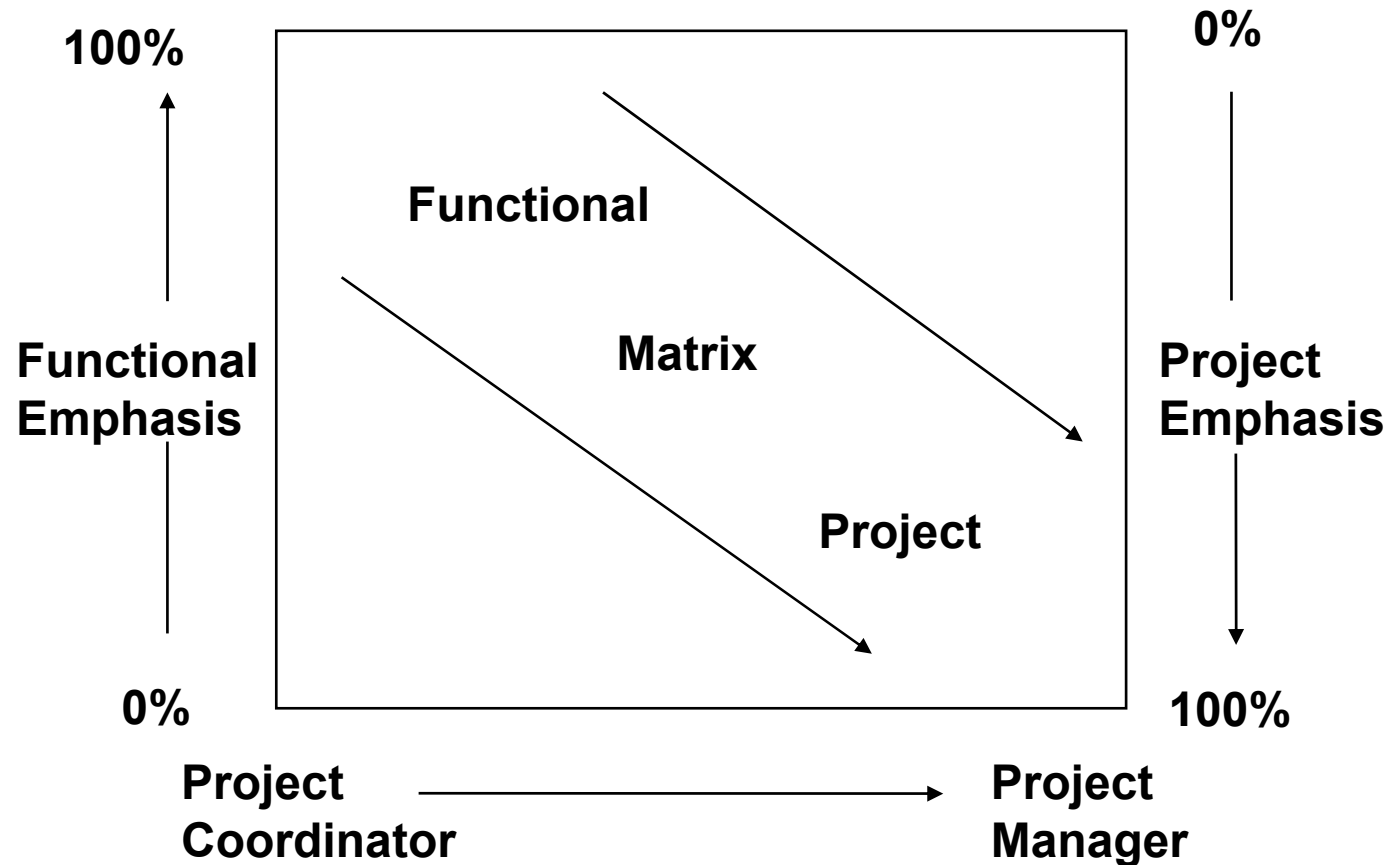 100%
0%
Functional
Functional
Emphasis
Matrix
Project
Emphasis
Project
0%
100%
Project
Coordinator
Project
Manager